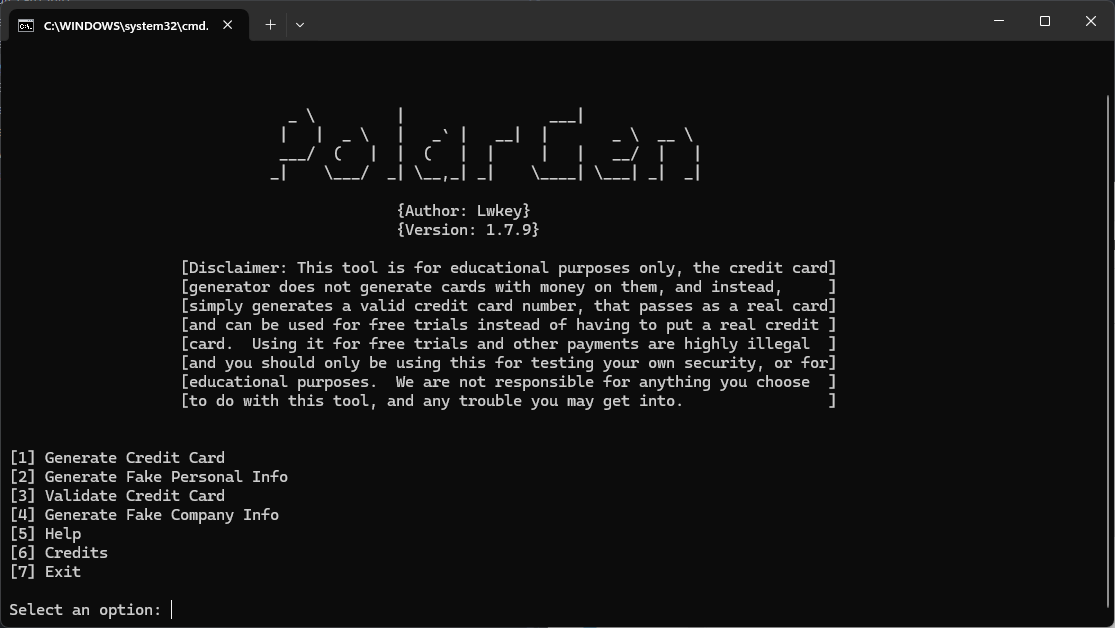 C:\WINDOWS\system32\cmd.
PolarGen
{Author: Lwkey}
{Version: 1.7.9}
[Disclaimer: This tool is for educational purposes only, the credit card]
[generator does not generate cards with money on them, and instead, ]
[simply generates a valid credit card number, that passes as a real card]
[and can be used for free trials instead of having to put a real credit ]
[card.  Using it for free trials and other payments are highly illegal  ]
[and you should only be using this for testing your own security, or for]
[educational purposes.  We are not responsible for anything you choose  ]
[to do with this tool, and any trouble you may get into. ]
[1] Generate Credit Card
[2] Generate Fake Personal Info
[3] Validate Credit Card
[4] Generate Fake Company Info
[5] Help
[6] Credits
[7] Exit
Select an option: